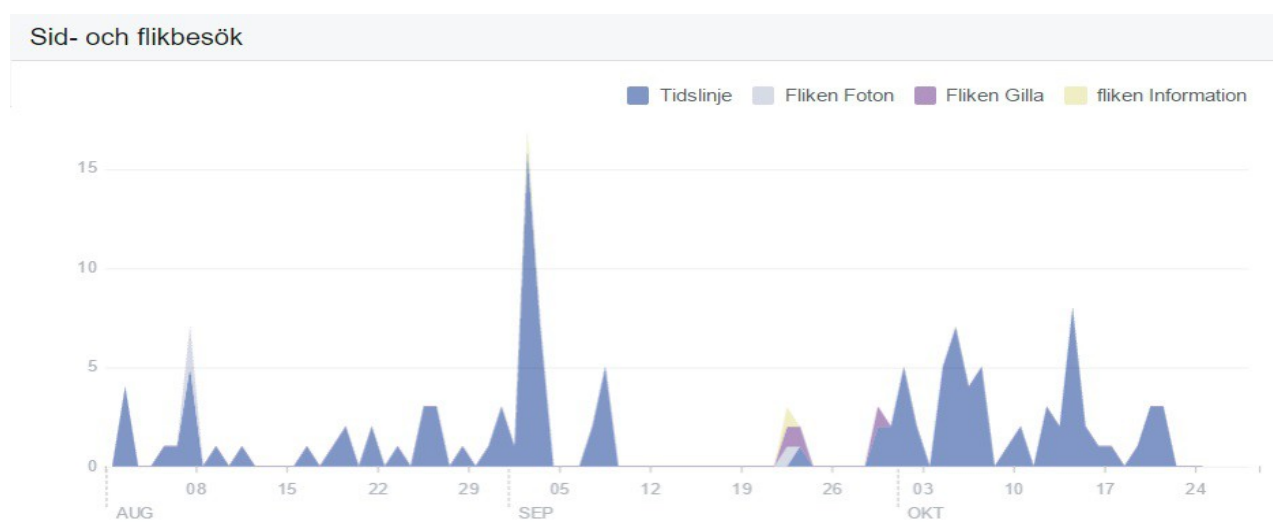 Sid- och flikbesök
Tidslinje Fliken Foton Fliken Gilla fliken Information
15
10
5
0
08 15 22 29 05 12 19 26 03 10 17 24
AUG SEP OKT